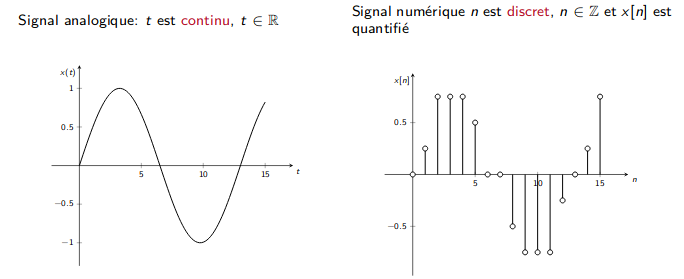 Signal analogique: t est continu, t ∈ ℝ
Signal numérique n est discret, n ∈ ℤ et x[n] est
quantifié
x(t)
1
0.5
−0.5
−1
5
10
15
t
x[n]
0.5
−0.5
5
10
15
n